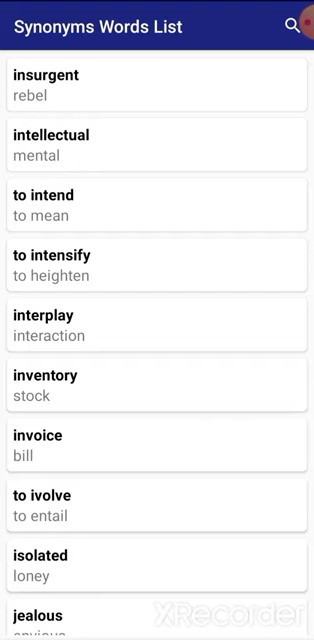 Synonyms Words List
insurgent
rebel
intellectual
mental
to intend
to mean
to intensify
to heighten
interplay
interaction
inventory
stock
invoice
bill
to ivolve
to entail
isolated
loney
jealous
XRecorder